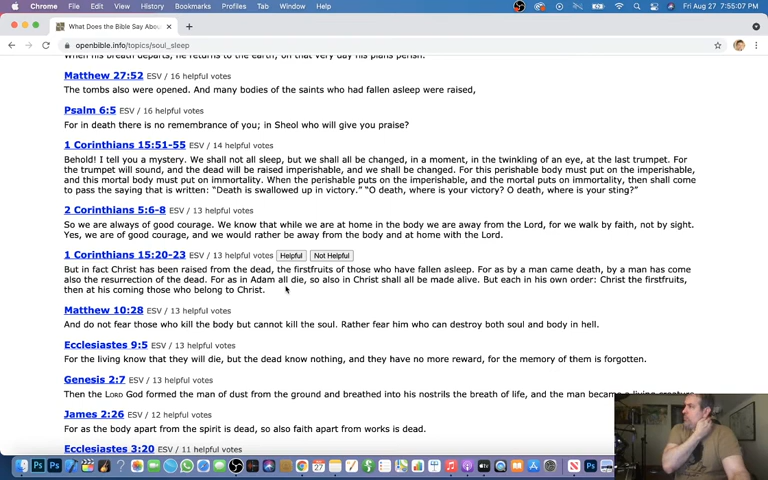 Chrome File Edit View History Bookmarks Profiles Tab Window Help Fri Aug 27 7:55:07 PM
What Does the Bible Say Abou
openbible.info/topics/soul_sleep
When his breath departs, he returns to the earth; on that very day his plans perish.
Matthew 27:52 ESV / 16 helpful votes
The tombs also were opened. And many bodies of the saints who had fallen asleep were raised,
Psalm 6:5 ESV / 16 helpful votes
For in death there is no remembrance of you; in Sheol who will give you praise?
1 Corinthians 15:51-55 ESV / 14 helpful votes
Behold! I tell you a mystery. We shall not all sleep, but we shall all be changed, in a moment, in the twinkling of an eye, at the last trumpet. For
the trumpet will sound, and the dead will be raised imperishable, and we shall be changed. For this perishable body must put on the imperishable,
and this mortal body must put on immortality. When the perishable puts on the imperishable, and the mortal puts on immortality, then shall come
to pass the saying that is written: “Death is swallowed up in victory.” “O death, where is your victory? O death, where is your sting?”
2 Corinthians 5:6-8 ESV / 13 helpful votes
So we are always of good courage. We know that while we are at home in the body we are away from the Lord, for we walk by faith, not by sight.
Yes, we are of good courage, and we would rather be away from the body and at home with the Lord.
1 Corinthians 15:20-23 ESV / 13 helpful votes Helpful Not Helpful
But in fact Christ has been raised from the dead, the firstfruits of those who have fallen asleep. For as by a man came death, by a man has come
also the resurrection of the dead. For as in Adam all die, so also in Christ shall all be made alive. But each in his own order: Christ the firstfruits,
then at his coming those who belong to Christ.
Matthew 10:28 ESV / 13 helpful votes
And do not fear those who kill the body but cannot kill the soul. Rather fear him who can destroy both soul and body in hell.
Ecclesiastes 9:5 ESV / 13 helpful votes
For the living know that they will die, but the dead know nothing, and they have no more reward, for the memory of them is forgotten.
Genesis 2:7 ESV / 13 helpful votes
Then the LORD God formed the man of dust from the ground and breathed into his nostrils the breath of life, and the man became a living creature.
James 2:26 ESV / 12 helpful votes
For as the body apart from the spirit is dead, so also faith apart from works is dead.
Ecclesiastes 3:20 ESV / 11 helpful votes